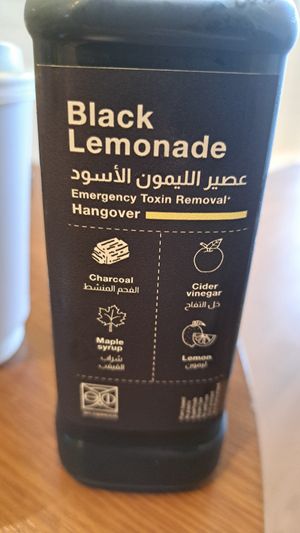 Black
Lemonade
عصير الليمون الأسود
Emergency Toxin Removal*
Hangover
Charcoal
الفحم المنشط
Cider
vinegar
خل التفاح
Maple
syrup
شراب
القيقب
Lemon
ليمون